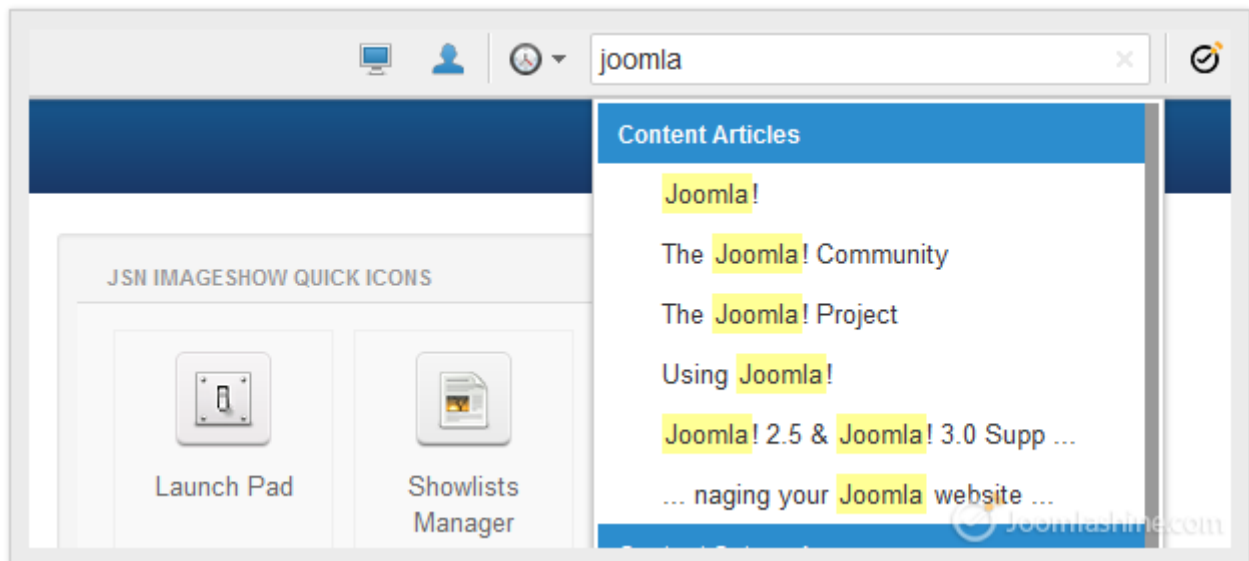 joomla
Content Articles
Joomla!
The Joomla! Community
The Joomla! Project
Using Joomla!
Joomla! 2.5 & Joomla! 3.0 Supp ...
... naging your Joomla website ...
JSN IMAGESHOW QUICK ICONS
Launch Pad
Showlists
Manager
Joomlashine.com